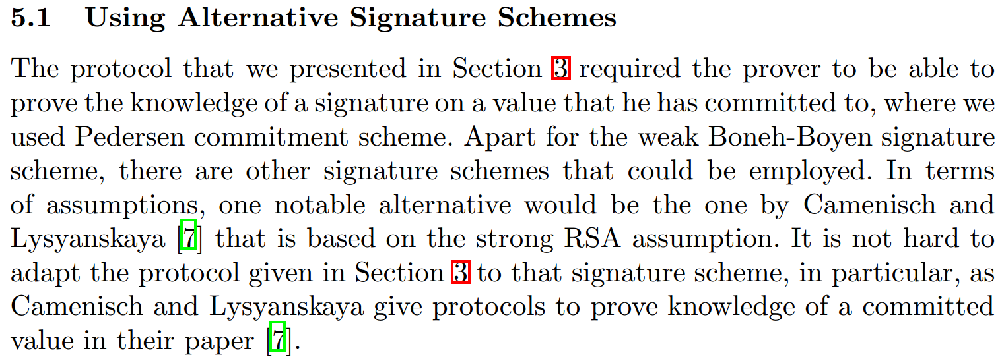 5.1 Using Alternative Signature Schemes
The protocol that we presented in Section 3 required the prover to be able to
prove the knowledge of a signature on a value that he has committed to, where we
used Pedersen commitment scheme. Apart for the weak Boneh-Boyen signature
scheme, there are other signature schemes that could be employed. In terms
of assumptions, one notable alternative would be the one by Camenisch and
Lysyanskaya [7] that is based on the strong RSA assumption. It is not hard to
adapt the protocol given in Section 3 to that signature scheme, in particular, as
Camenisch and Lysyanskaya give protocols to prove knowledge of a committed
value in their paper [7].